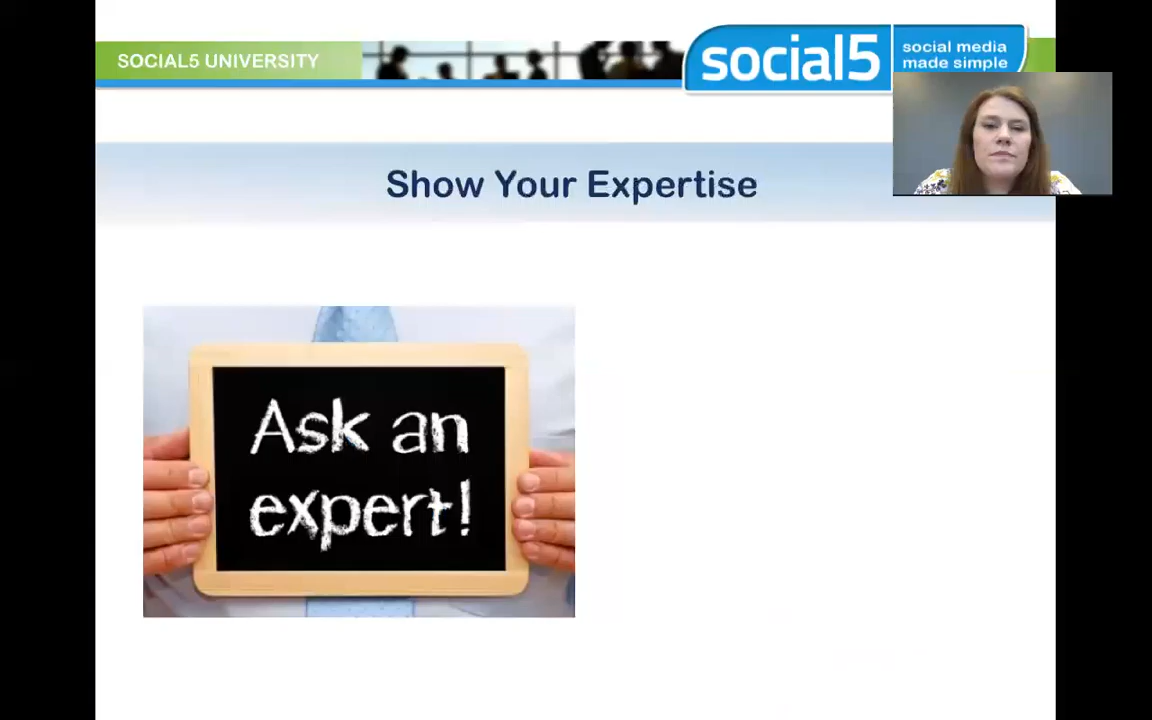 SOCIAL5 UNIVERSITY
social5
social media
made simple
Show Your Expertise
Ask an
expert!